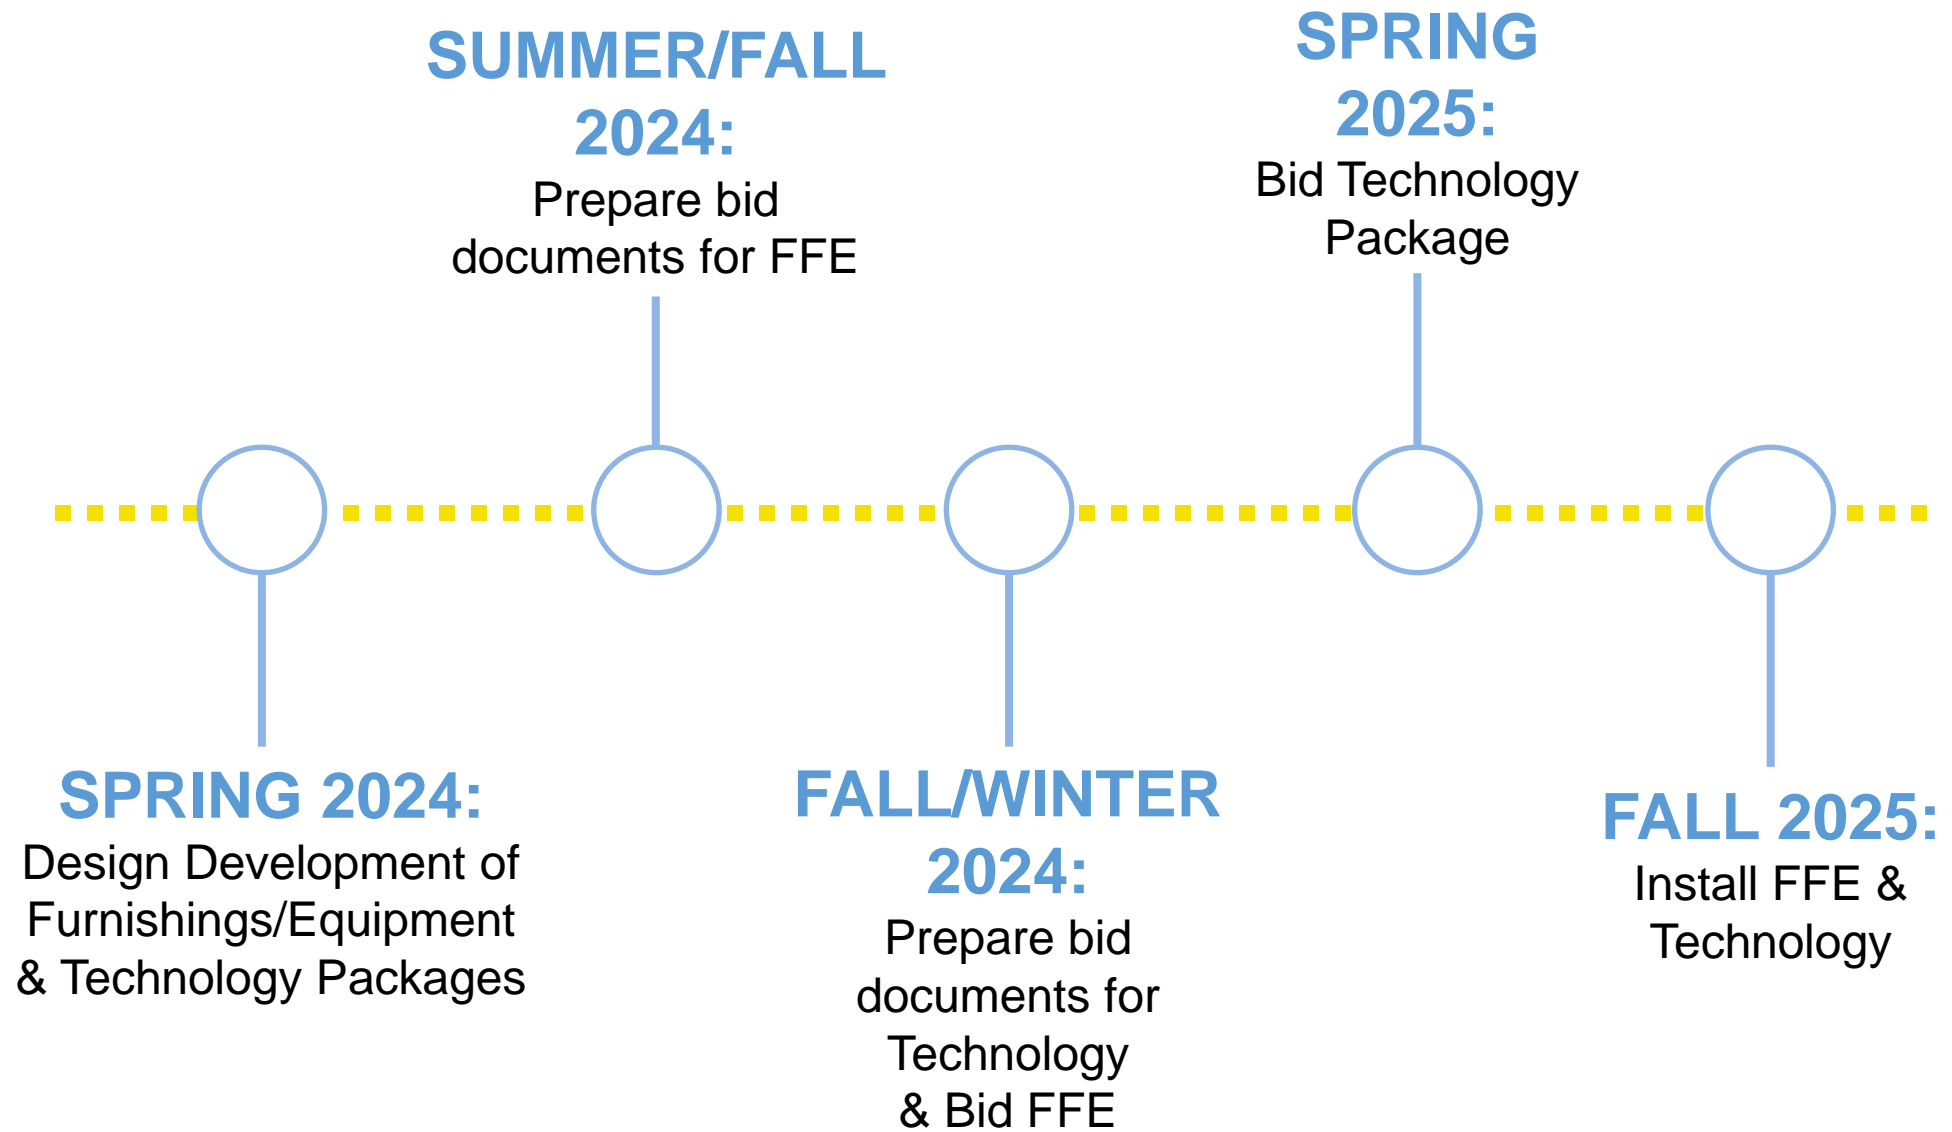 SUMMER/FALL
2024:
Prepare bid
documents for FFE
SPRING
2025:
Bid Technology
Package
SPRING 2024:
Design Development of
Furnishings/Equipment
& Technology Packages
FALL/WINTER
2024:
Prepare bid
documents for
Technology
& Bid FFE
FALL 2025:
Install FFE &
Technology